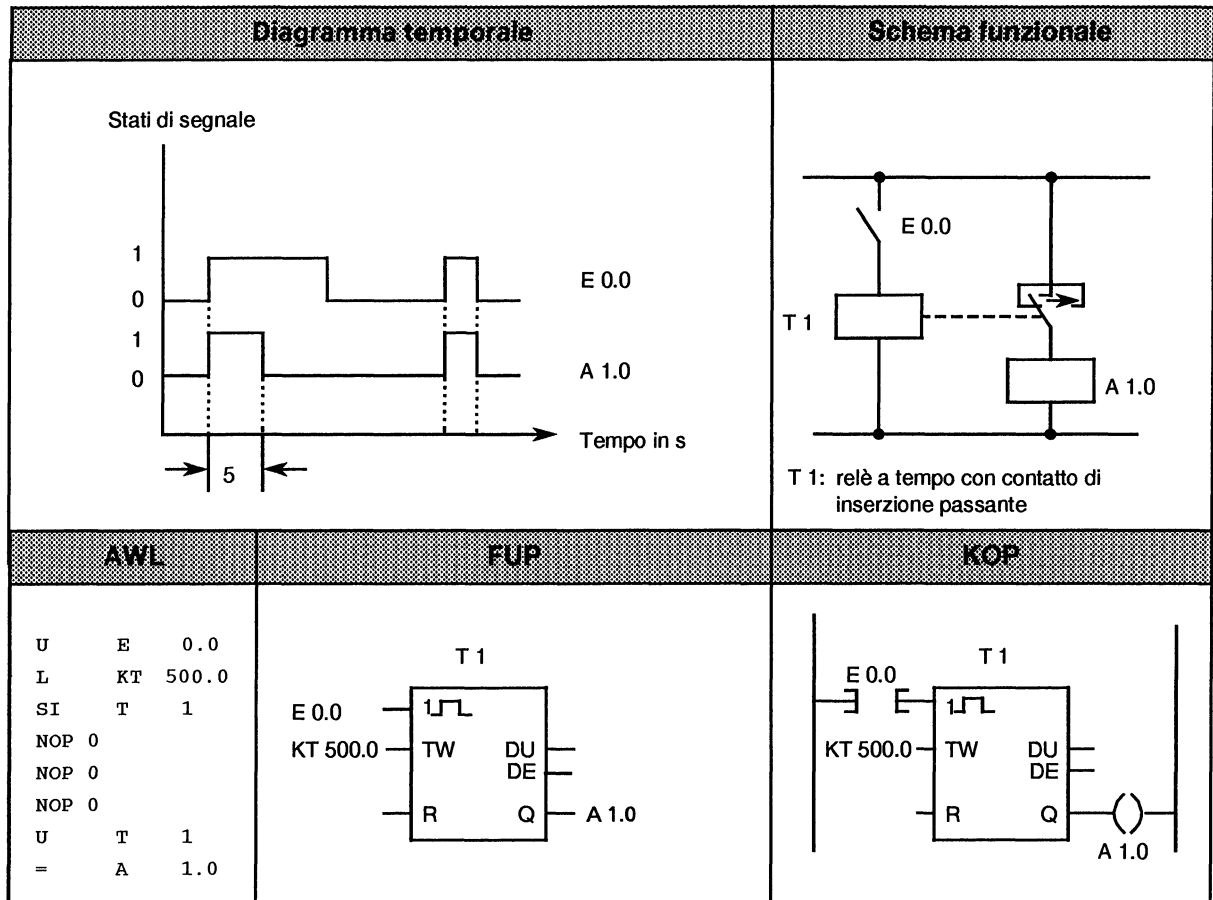 Diagramma temporale
Schema funzionale
Stati di segnale
1
0
E 0.0
1
0
A 1.0
Tempo in s
5
E 0.0
T 1
A 1.0
T 1: relè a tempo con contatto di
inserzione passante
AWL
FUP
KOP
U E 0.0
L KT 500.0
SI T 1
NOP 0
NOP 0
NOP 0
U T 1
= A 1.0
T 1
E 0.0
1
KT 500.0
TW
DU
DE
R
Q
A 1.0
T 1
E 0.0
1
KT 500.0
TW
DU
DE
R
Q
A 1.0